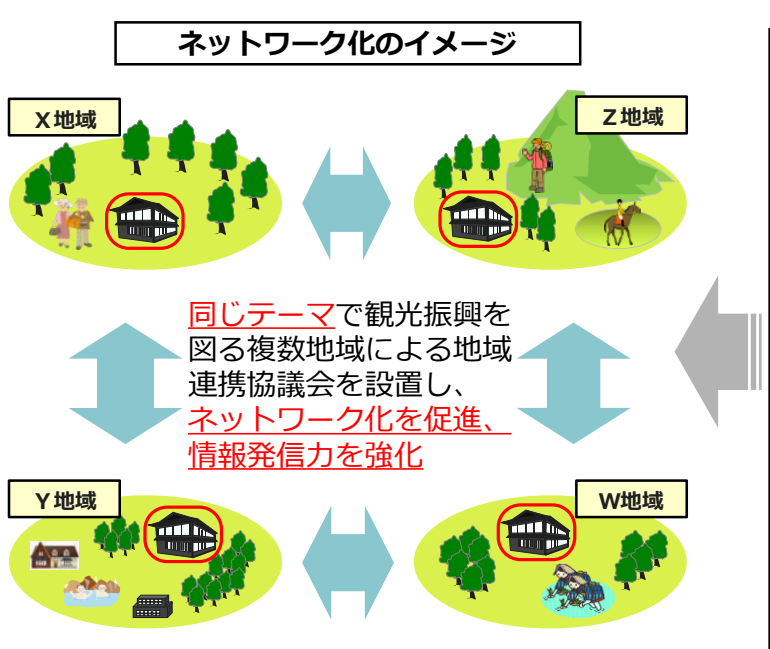 ネットワーク化のイメージ
X地域
Z地域
同じテーマで観光振興を
図る複数地域による地域
連携協議会を設置し、
ネットワーク化を促進、
情報発信力を強化
Y地域
W地域